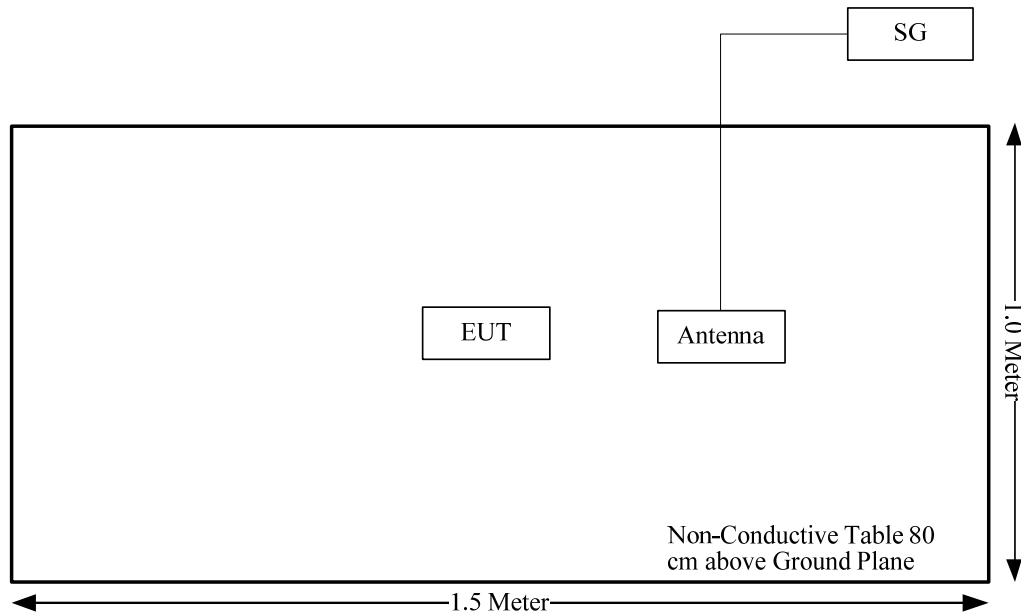 SG
EUT
Antenna
1.0 Meter
Non-Conductive Table 80
cm above Ground Plane
1.5 Meter